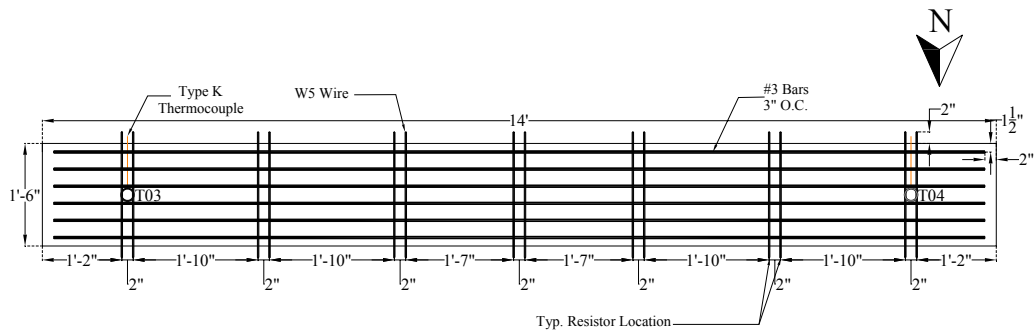 N
Type K
Thermocouple
W5 Wire
#3 Bars
3" O.C.
2"
14'
1 1/2"
2"
1'-6"
T03
T04
1'-2"
1'-10"
1'-10"
1'-7"
1'-7"
1'-10"
1'-10"
1'-2"
2"
2"
2"
2"
2"
2"
2"
Typ. Resistor Location